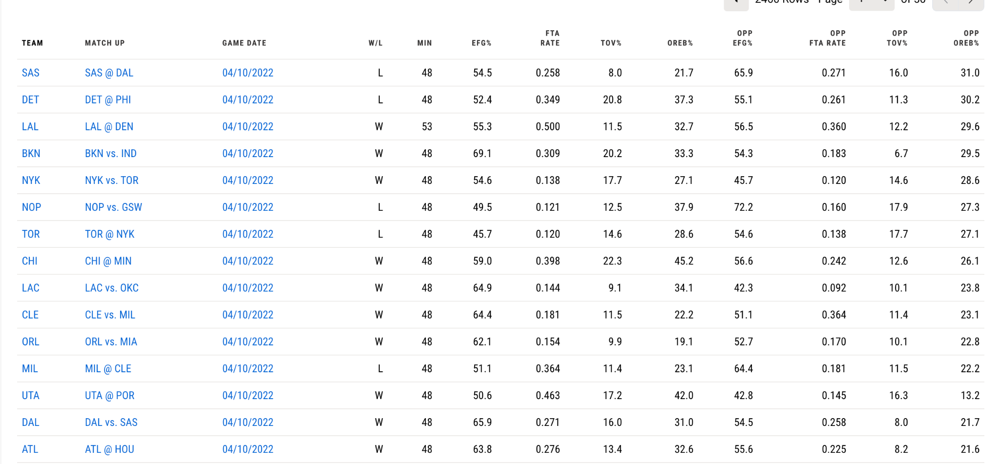 2460 Rows Page 1 of 50
TEAM MATCH UP GAME DATE W/L MIN EFG% FTA RATE TOV% OREB% OPP EFG% OPP FTA RATE OPP TOV% OPP OREB%
SAS SAS @ DAL 04/10/2022 L 48 54.5 0.258 8.0 21.7 65.9 0.271 16.0 31.0
DET DET @ PHI 04/10/2022 L 48 52.4 0.349 20.8 37.3 55.1 0.261 11.3 30.2
LAL LAL @ DEN 04/10/2022 W 53 55.3 0.500 11.5 32.7 56.5 0.360 12.2 29.6
BKN BKN vs. IND 04/10/2022 W 48 69.1 0.309 20.2 33.3 54.3 0.183 6.7 29.5
NYK NYK vs. TOR 04/10/2022 W 48 54.6 0.138 17.7 27.1 45.7 0.120 14.6 28.6
NOP NOP vs. GSW 04/10/2022 L 48 49.5 0.121 12.5 37.9 72.2 0.160 17.9 27.3
TOR TOR @ NYK 04/10/2022 L 48 45.7 0.120 14.6 28.6 54.6 0.138 17.7 27.1
CHI CHI @ MIN 04/10/2022 W 48 59.0 0.398 22.3 45.2 56.6 0.242 12.6 26.1
LAC LAC vs. OKC 04/10/2022 W 48 64.9 0.144 9.1 34.1 42.3 0.092 10.1 23.8
CLE CLE vs. MIL 04/10/2022 W 48 64.4 0.181 11.5 22.2 51.1 0.364 11.4 23.1
ORL ORL vs. MIA 04/10/2022 W 48 62.1 0.154 9.9 19.1 52.7 0.170 10.1 22.8
MIL MIL @ CLE 04/10/2022 L 48 51.1 0.364 11.4 23.1 64.4 0.181 11.5 22.2
UTA UTA @ POR 04/10/2022 W 48 50.6 0.463 17.2 42.0 42.8 0.145 16.3 13.2
DAL DAL vs. SAS 04/10/2022 W 48 65.9 0.271 16.0 31.0 54.5 0.258 8.0 21.7
ATL ATL @ HOU 04/10/2022 W 48 63.8 0.276 13.4 32.6 55.6 0.225 8.2 21.6